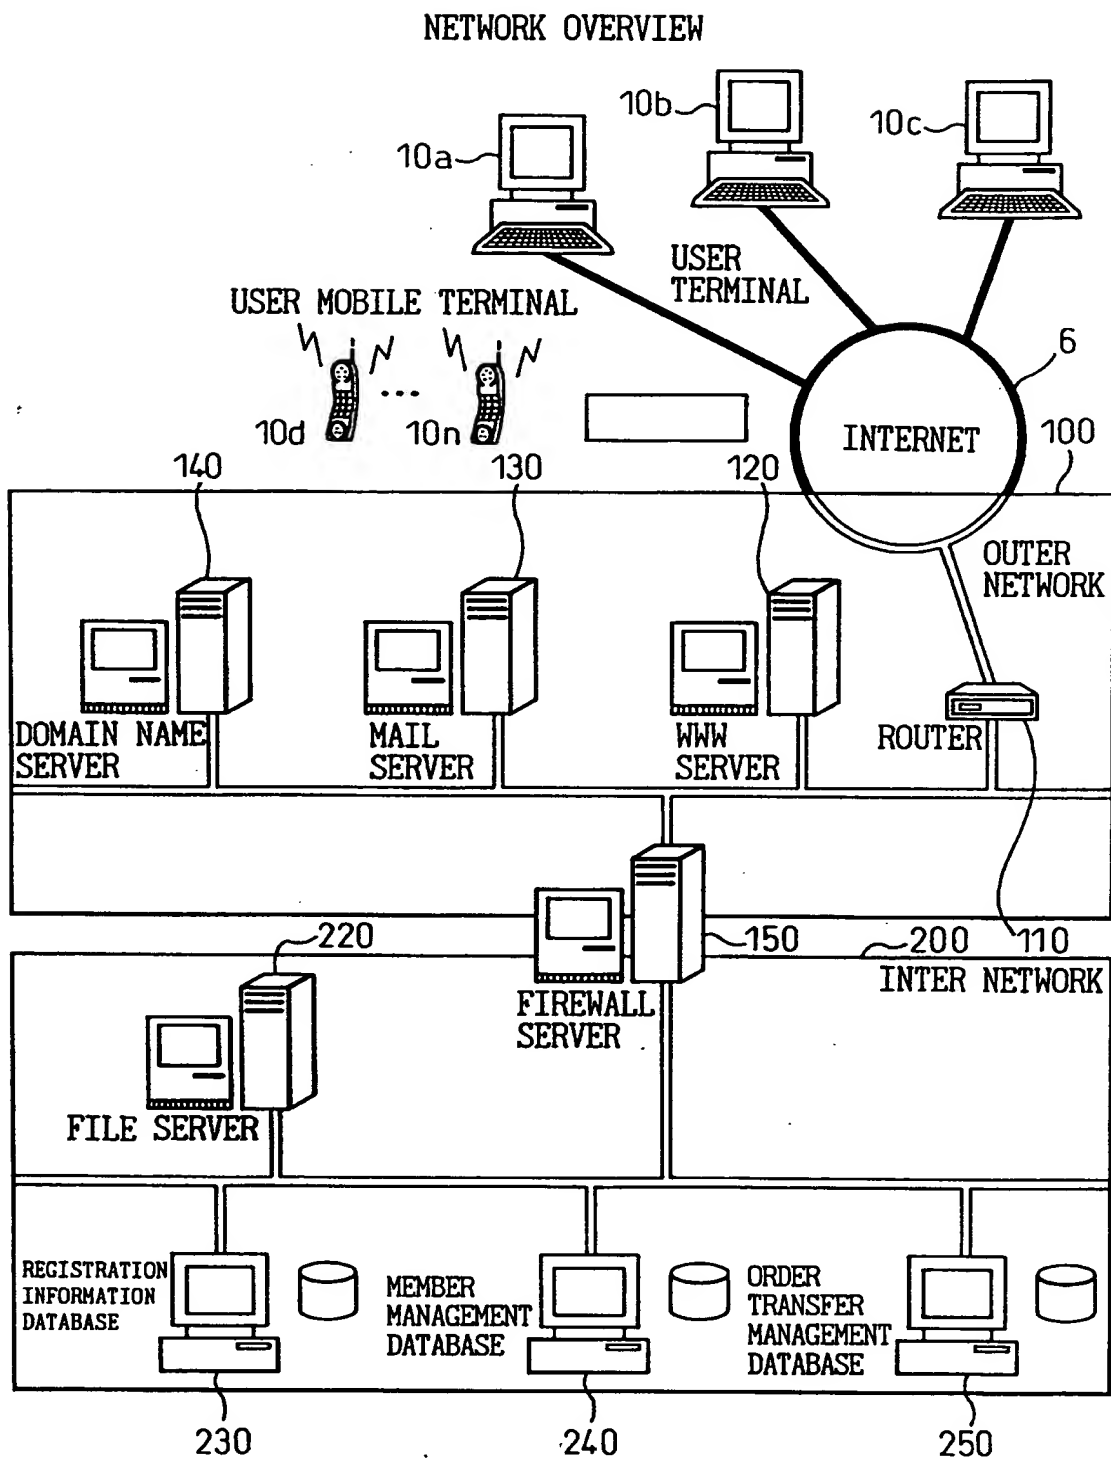 NETWORK OVERVIEW
10a
10b
10c
USER
TERMINAL
USER MOBILE TERMINAL
10d
...
10n
6
INTERNET
100
140
130
120
OUTER
NETWORK
DOMAIN NAME
SERVER
MAIL
SERVER
WWW
SERVER
ROUTER
220
150
200
110
INTER NETWORK
FIREWALL
SERVER
FILE SERVER
REGISTRATION
INFORMATION
DATABASE
MEMBER
MANAGEMENT
DATABASE
ORDER
TRANSFER
MANAGEMENT
DATABASE
230
240
250